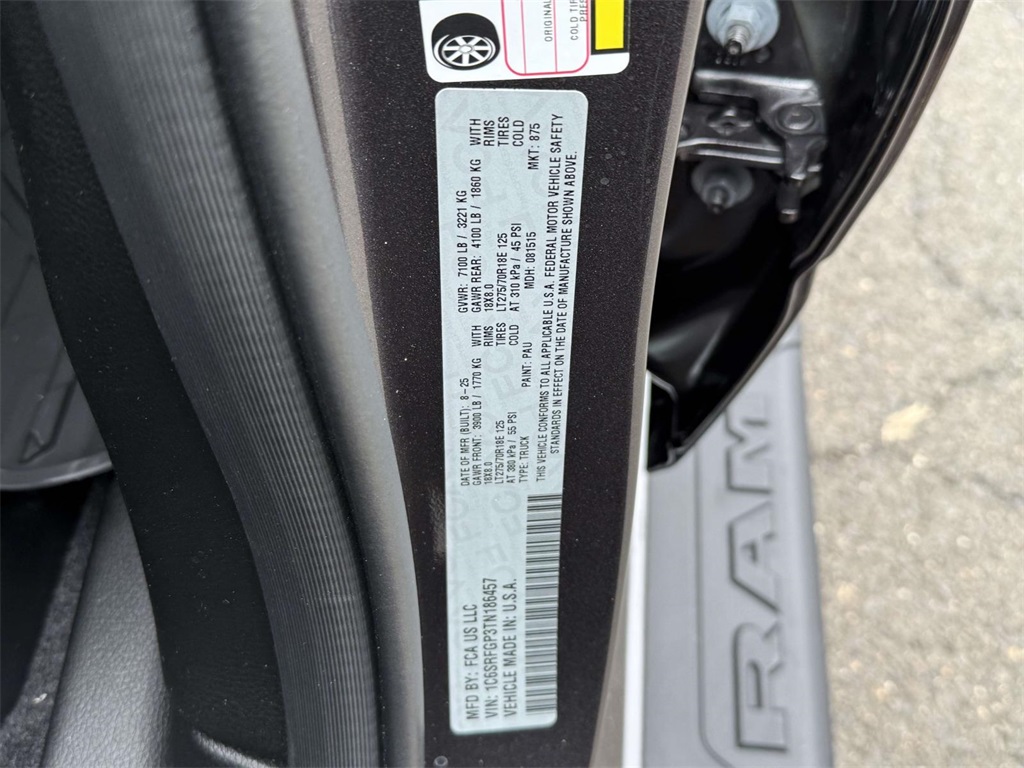 ORIGINAL
COLD TI
PRES
MFD BY: FCA US LLC
VIN: 1C6SRFGP3TN186457
VEHICLE MADE IN: U.S.A.
DATE OF MFR (BUILT): 8-25 GVWR: 7100 LB / 3221 KG
GAWR FRONT: 3900 LB / 1770 KG WITH GAWR REAR: 4100 LB / 1860 KG WITH
18X8.0 RIMS 18X8.0 RIMS
LT275/70R18E 125 TIRES LT275/70R18E 125 TIRES
AT 380 kPa / 55 PSI COLD AT 310 kPa / 45 PSI COLD
TYPE: TRUCK MDH: 081515 MKT: 875
PAINT: PAU
THIS VEHICLE CONFORMS TO ALL APPLICABLE U.S.A. FEDERAL MOTOR VEHICLE SAFETY
STANDARDS IN EFFECT ON THE DATE OF MANUFACTURE SHOWN ABOVE.
RAM